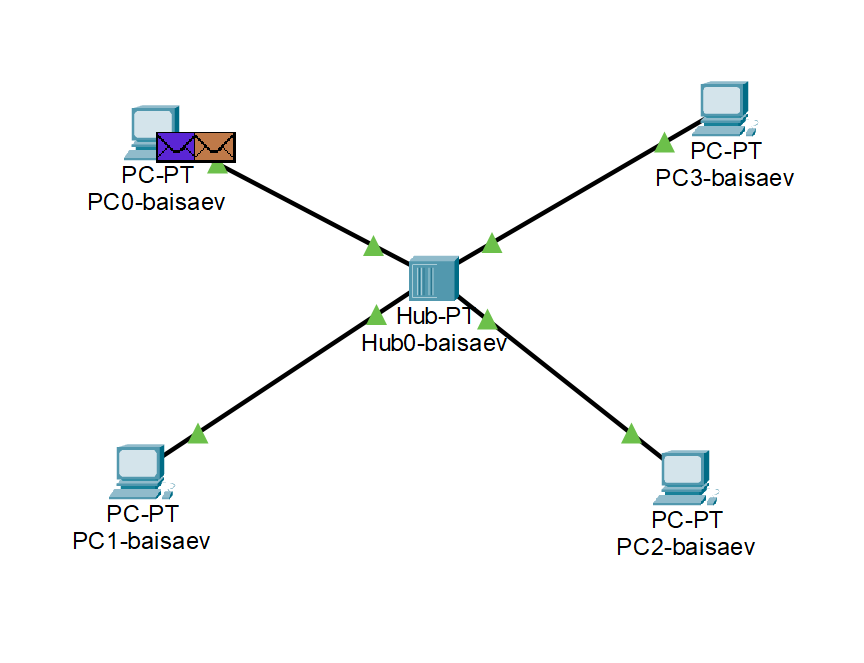 PC-PT
PC0-baisaev
PC-PT
PC3-baisaev
Hub-PT
Hub0-baisaev
PC-PT
PC1-baisaev
PC-PT
PC2-baisaev